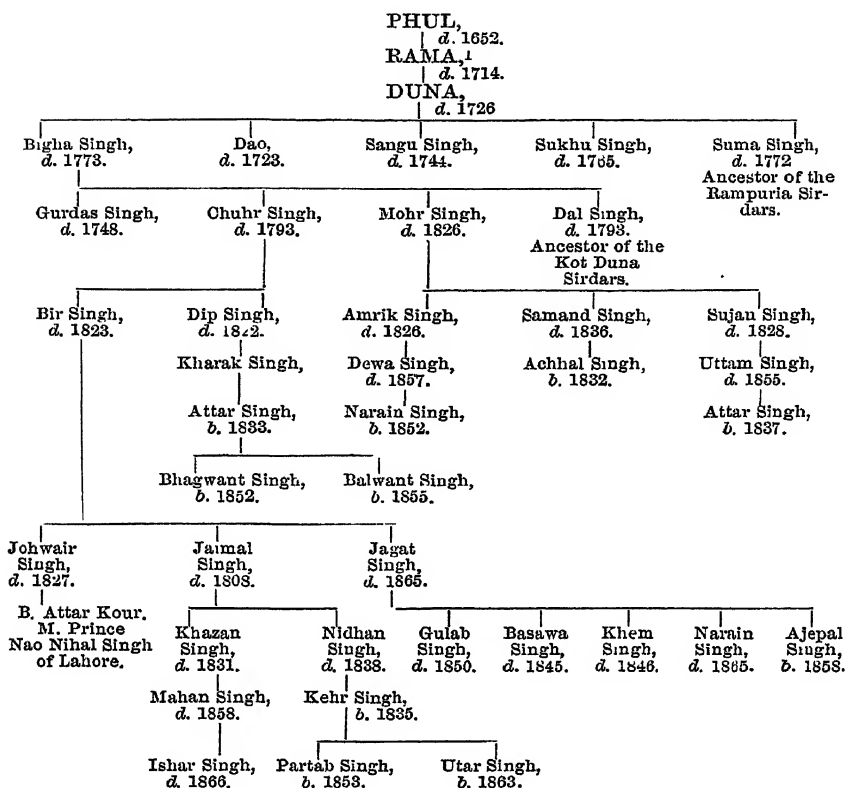 PHUL,
d. 1652.
RAMA,¹
d. 1714.
DUNA,
d. 1726
Bigha Singh,
d. 1773.
Dao,
d. 1723.
Sangu Singh,
d. 1744.
Sukhu Singh,
d. 1765.
Suma Singh,
d. 1772
Ancestor of the
Rampuria Sir-
dars.
Gurdas Singh,
d. 1748.
Chuhr Singh,
d. 1793.
Mohr Singh,
d. 1826.
Dal Singh,
d. 1793.
Ancestor of the
Kot Duna
Sirdars.
Bir Singh,
d. 1823.
Dip Singh,
d.
Amrik Singh,
d. 1826.
Samand Singh,
d. 1836.
Sujan Singh,
d. 1828.
Kharak Singh,
Dewa Singh,
d. 1857.
Achhal Singh,
b. 1832.
Uttam Singh,
d. 1855.
Attar Singh,
b. 1833.
Narain Singh,
b. 1852.
Attar Singh,
b. 1837.
Bhagwant Singh,
b. 1852.
Balwant Singh,
b. 1855.
Johwair
Singh,
d. 1827.
Jaimal
Singh,
d. 1808.
Jagat
Singh,
d. 1865.
B. Attar Kour.
M. Prince
Nao Nihal Singh
of Lahore.
Khazan
Singh,
d. 1831.
Nidhan
Singh,
d. 1838.
Gulab
Singh,
d. 1850.
Basawa
Singh,
d. 1845.
Khem
Singh,
d. 1846.
Narain
Singh,
d. 1865.
Ajepal
Singh,
b. 1858.
Mahan Singh,
d. 1858.
Kehr Singh,
b. 1835.
Ishar Singh,
d. 1866.
Partab Singh,
b. 1853.
Utar Singh,
b. 1863.